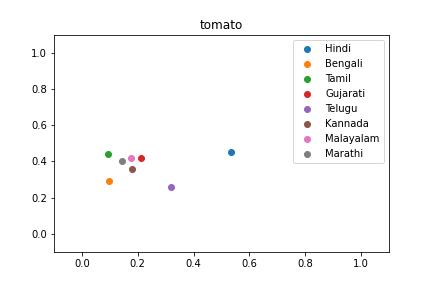 tomato
1.0
0.8
0.6
0.4
0.2
0.0
0.0 0.2 0.4 0.6 0.8 1.0
Hindi
Bengali
Tamil
Gujarati
Telugu
Kannada
Malayalam
Marathi